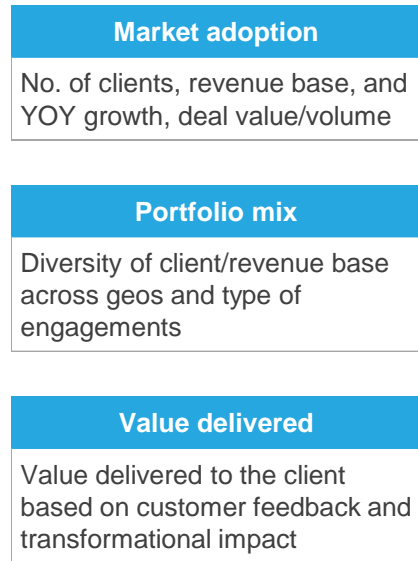 Market adoption
No. of clients, revenue base, and
YOY growth, deal value/volume
Portfolio mix
Diversity of client/revenue base
across geos and type of
engagements
Value delivered
Value delivered to the client
based on customer feedback and
transformational impact